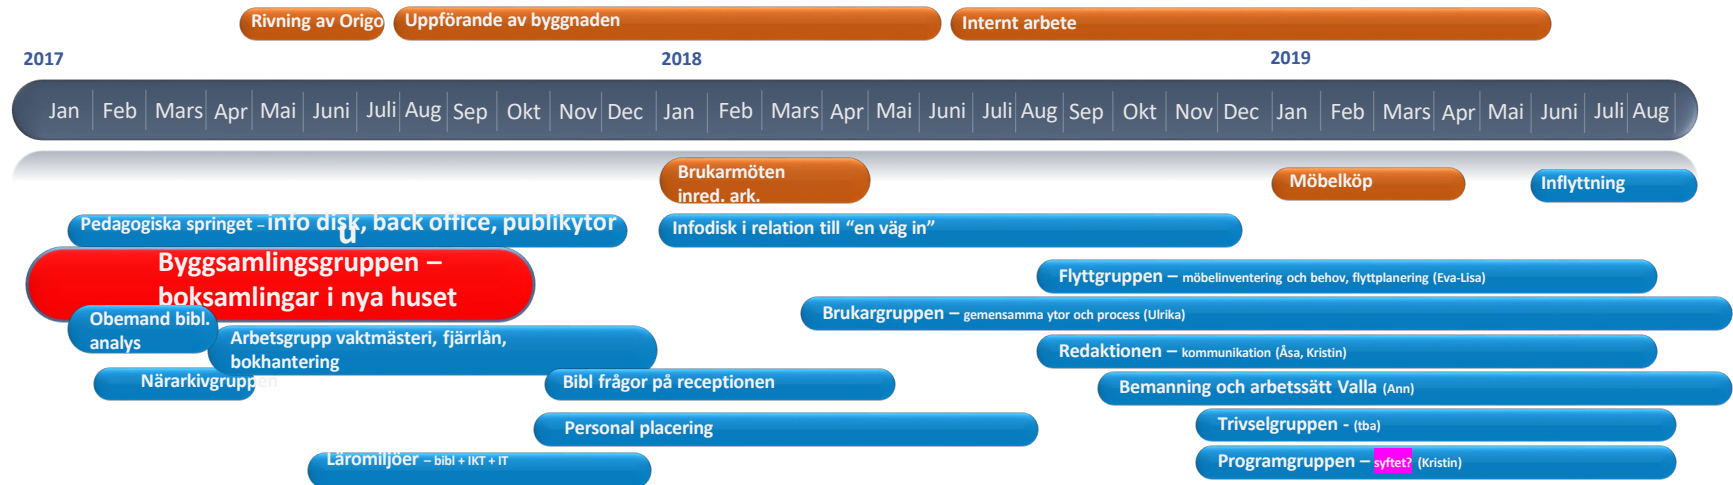 Rivning av Origo
Uppförande av byggnaden
Internt arbete
2017
2018
2019
Jan Feb Mars Apr Mai Juni Juli Aug Sep Okt Nov Dec Jan Feb Mars Apr Mai Juni Juli Aug Sep Okt Nov Dec Jan Feb Mars Apr Mai Juni Juli Aug
Brukarmöten
inred. ark.
Möbelköp
Inflyttning
Pedagogiska springet – info disk, back office, publikytor
Infodisk i relation till “en väg in”
u
Byggsamlingsgruppen –
boksamlingar i nya huset
Flyttgruppen – möbelinventering och behov, flyttplanering (Eva-Lisa)
Obemand bibl.
analys
Brukargruppen – gemensamma ytor och process (Ulrika)
Arbetsgrupp vaktmästeri, fjärrlån,
bokhantering
Redaktionen – kommunikation (Åsa, Kristin)
Närarkivgruppen
Bibl frågor på receptionen
Bemanning och arbetssätt Valla (Ann)
Personal placering
Trivselgruppen - (tba)
Läromiljöer – bibl + IKT + IT
Programgruppen – syftet? (Kristin)